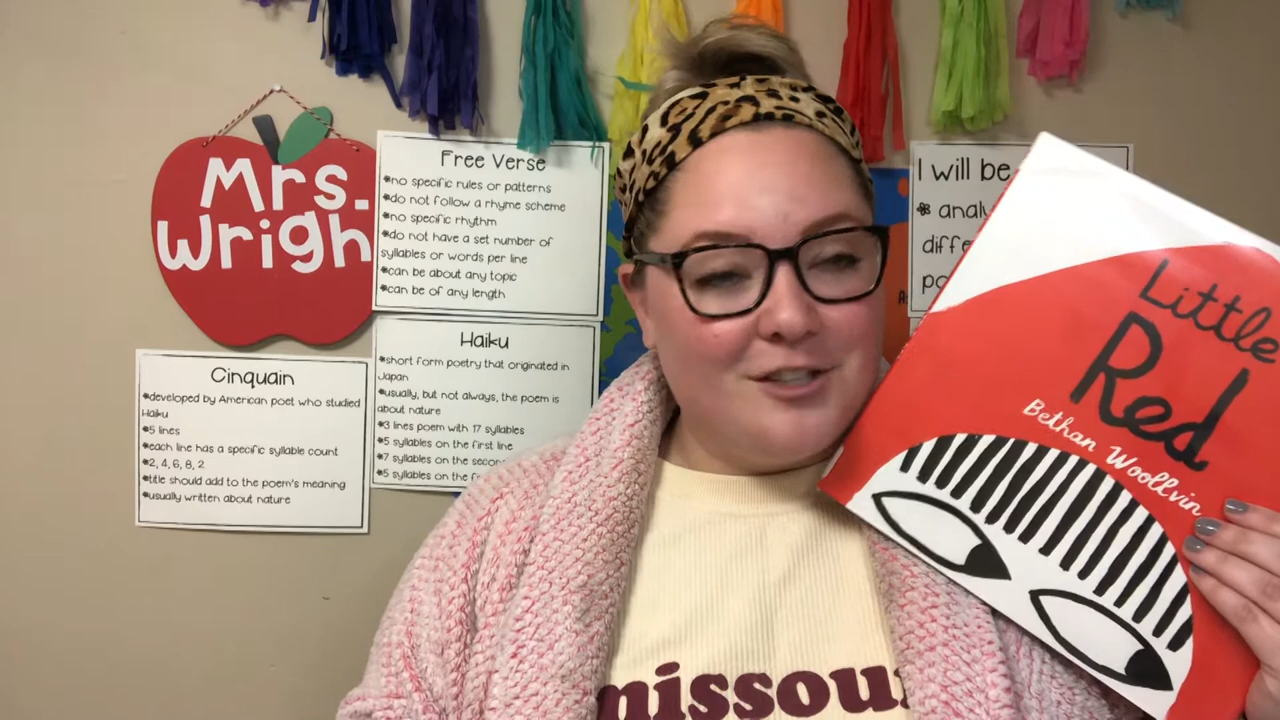 Mrs.
Wrigh
Free Verse
*no specific rules or patterns
*do not follow a rhyme scheme
*no specific rhythm
*do not have a set number of
syllables or words per line
*can be about any topic
*can be of any length
Haiku
*short form poetry that originated in
Japan
*usually, but not always, the poem is
about nature
*3 lines poem with 17 syllables
*5 syllables on the first line
*7 syllables on the
*5 syllables on the
Cinquain
*developed by American poet who studied
Haiku
*5 lines
*each line has a specific syllable count
*2, 4, 6, 8, 2
*title should add to the poem's meaning
*usually written about nature
I will be
Little
Red
Bethan Woollvin
missour